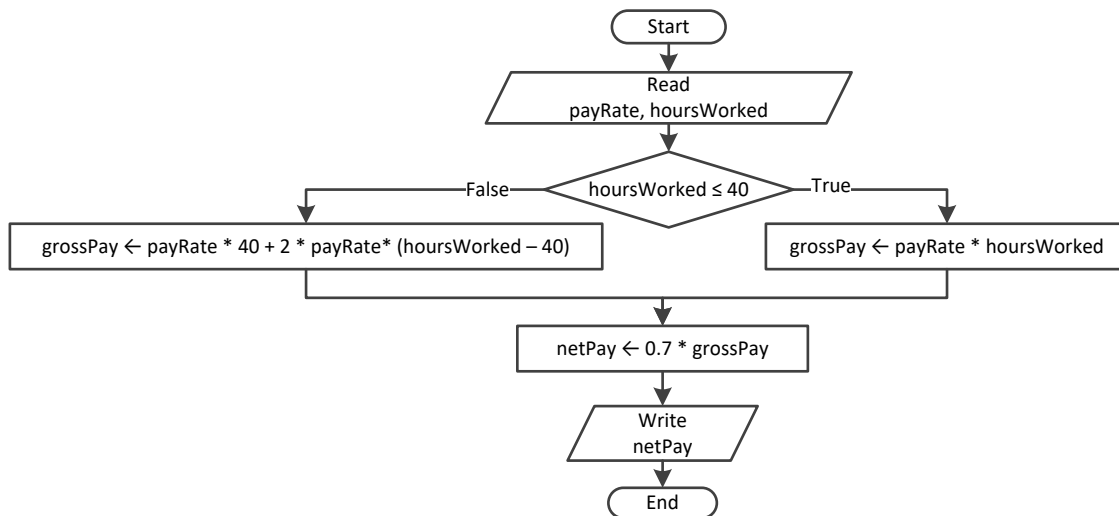 Start
Read
payRate, hoursWorked
hoursWorked ≤ 40
False
True
grossPay ← payRate * 40 + 2 * payRate* (hoursWorked – 40)
grossPay ← payRate * hoursWorked
netPay ← 0.7 * grossPay
Write
netPay
End